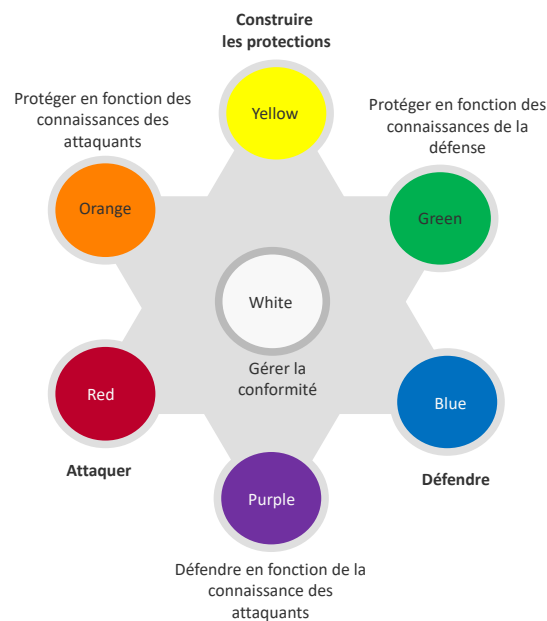 Construire
les protections
Yellow
Protéger en fonction des
connaissances des
attaquants
Protéger en fonction des
connaissances de la
défense
Orange
Green
White
Gérer la
conformité
Red
Blue
Attaquer
Défendre
Purple
Défendre en fonction de la
connaissance des
attaquants